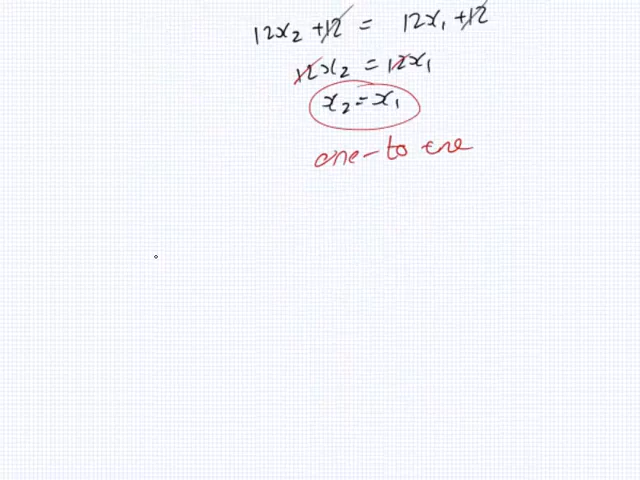 12x₂ + 12 = 12x₁ + 12
12x₂ = 12x₁
x₂ = x₁
one-to one